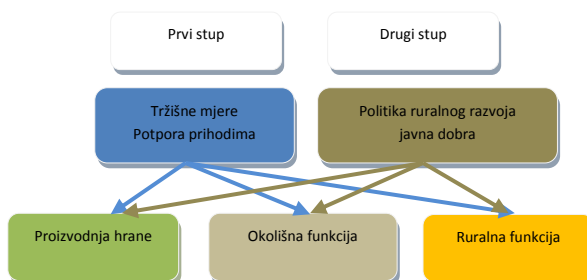 Prvi stup
Drugi stup
Tržišne mjere
Potpora prihodima
Politika ruralnog razvoja
javna dobra
Proizvodnja hrane
Okolišna funkcija
Ruralna funkcija